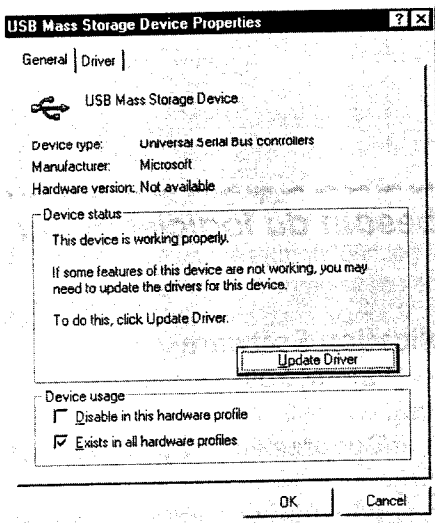 USB Mass Storage Device Properties
General Driver
USB Mass Storage Device
Device type: Universal Serial Bus controllers
Manufacturer: Microsoft
Hardware version: Not available
Device status
This device is working properly.
If some features of this device are not working, you may
need to update the drivers for this device.
To do this, click Update Driver.
Update Driver
Device usage
Disable in this hardware profile
Exists in all hardware profiles
OK Cancel